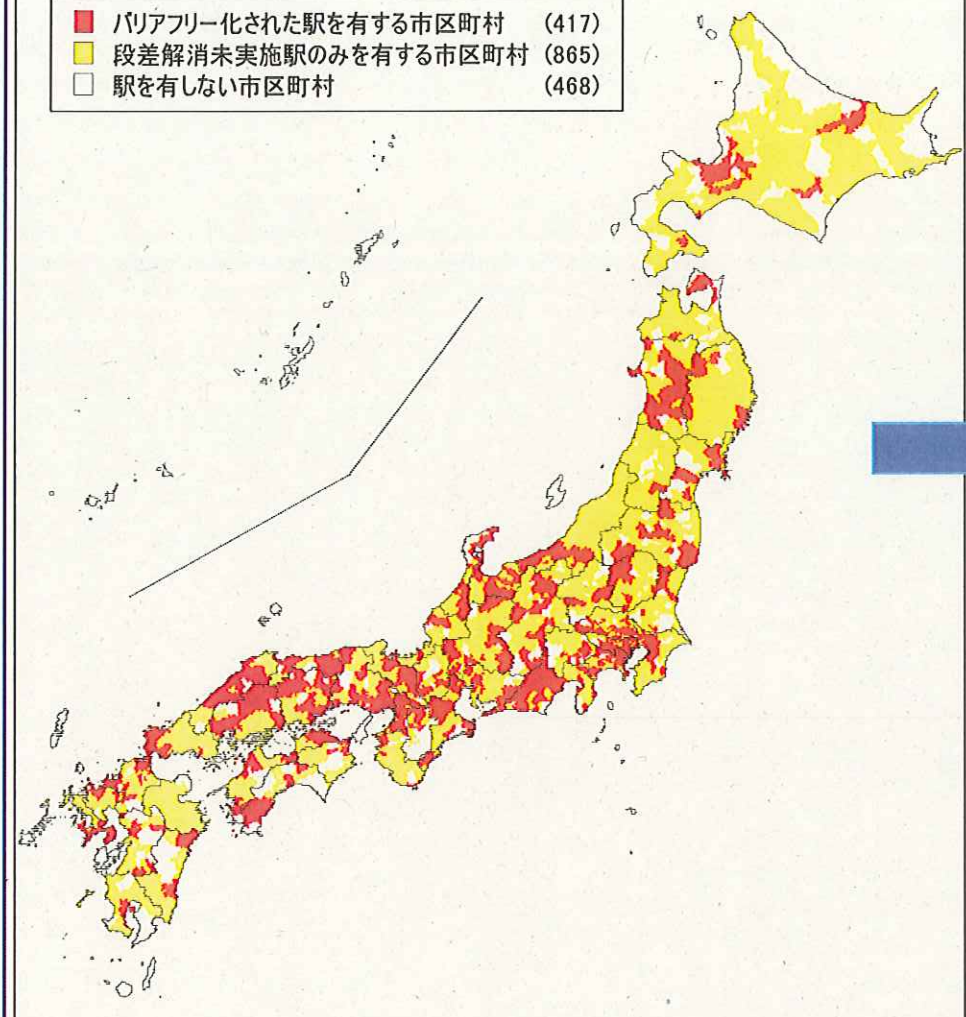 バリアフリー化された駅を有する市区町村 (417)
段差解消未実施駅のみを有する市区町村 (865)
駅を有しない市区町村 (468)